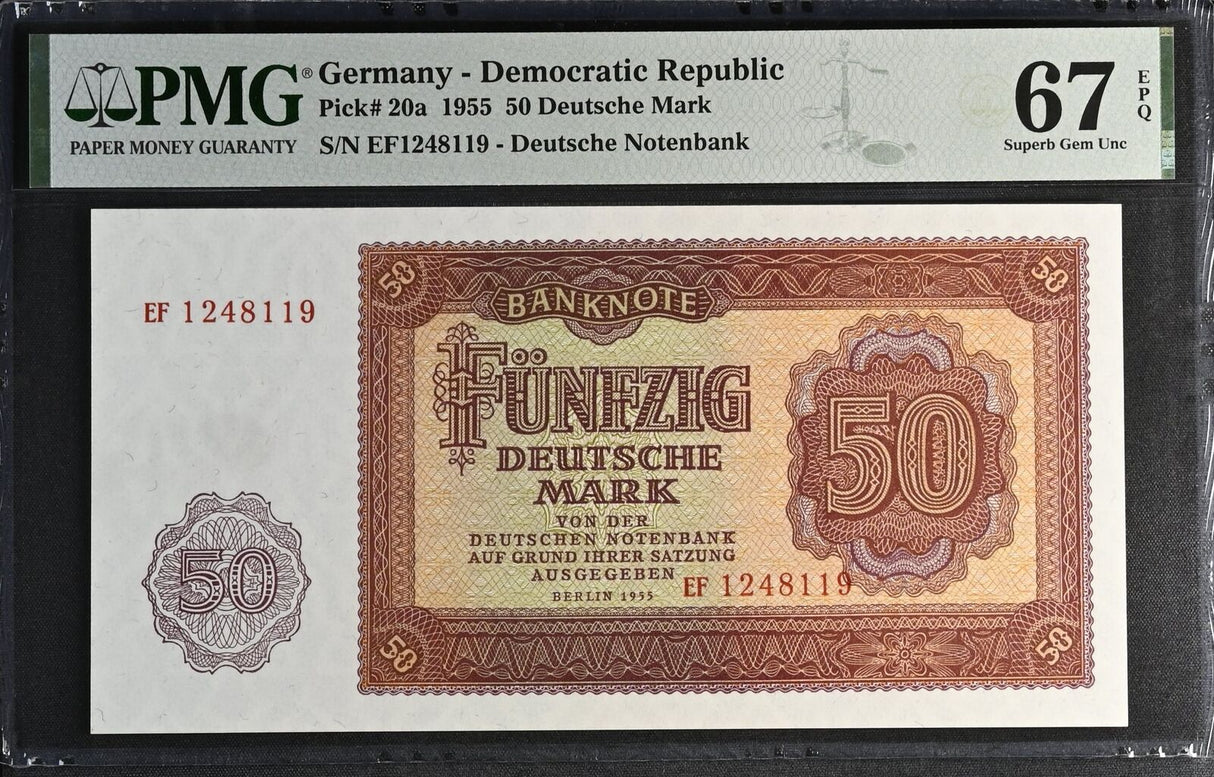 PMG®
PAPER MONEY GUARANTY
Germany - Democratic Republic
Pick# 20a 1955 50 Deutsche Mark
S/N EF1248119 - Deutsche Notenbank
67
EPQ
Superb Gem Unc
50
50
BANKNOTE
EF 1248119
FÜNFZIG
DEUTSCHE
MARK
50
VON DER
DEUTSCHEN NOTENBANK
AUF GRUND IHRER SATZUNG
AUSGEGEBEN
BERLIN 1955
EF 1248119
50
50
50